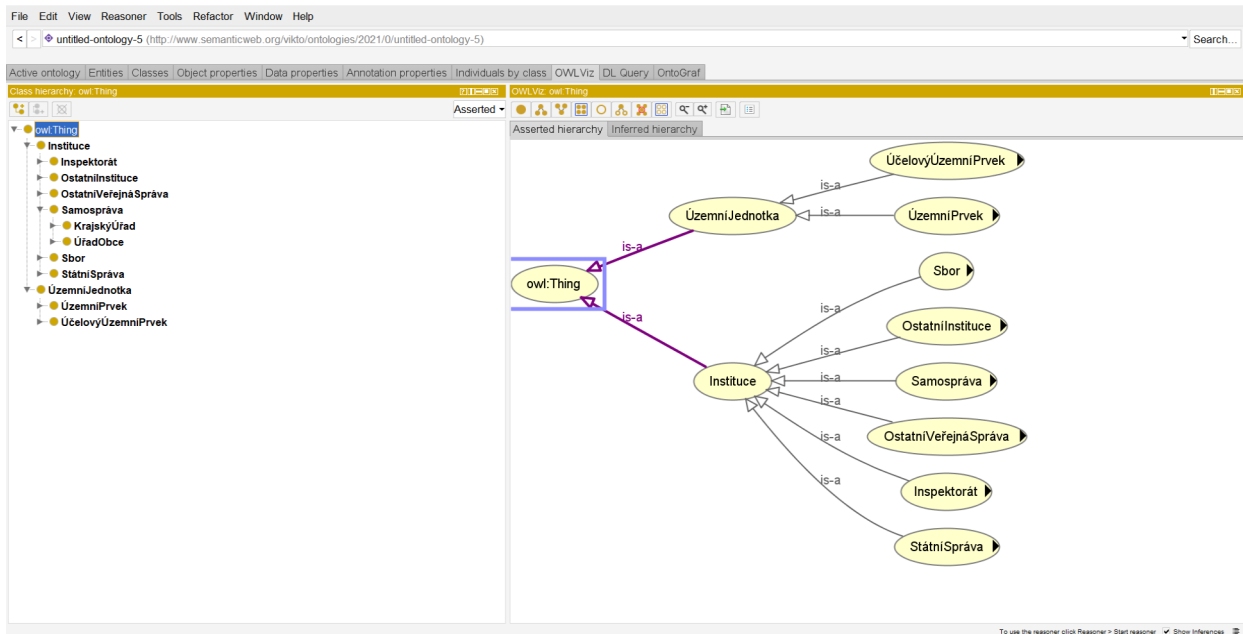 File Edit View Reasoner Tools Refactor Window Help
< > untitled-ontology-5 (http://www.semanticweb.org/vikto/ontologies/2021/0/untitled-ontology-5) Search...
Active ontology Entities Classes Object properties Data properties Annotation properties Individuals by class OWLViz DL Query OntoGraf
Class hierarchy: owl:Thing
Asserted
owl:Thing
Instituce
Inspektorát
OstatníInstituce
OstatníVeřejnáSpráva
Samospráva
KrajskýÚřad
ÚřadObce
Sbor
StátníSpráva
ÚzemníJednotka
ÚzemníPrvek
ÚčelovýÚzemníPrvek
OWLViz: owl:Thing
Asserted hierarchy Inferred hierarchy
ÚčelovýÚzemníPrvek
is-a
ÚzemníJednotka
is-a
ÚzemníPrvek
is-a
Sbor
owl:Thing
is-a
is-a
OstatníInstituce
is-a
Instituce
is-a
Samospráva
is-a
OstatníVeřejnáSpráva
is-a
Inspektorát
is-a
StátníSpráva
To use the reasoner click Reasoner > Start reasoner Show Inferences